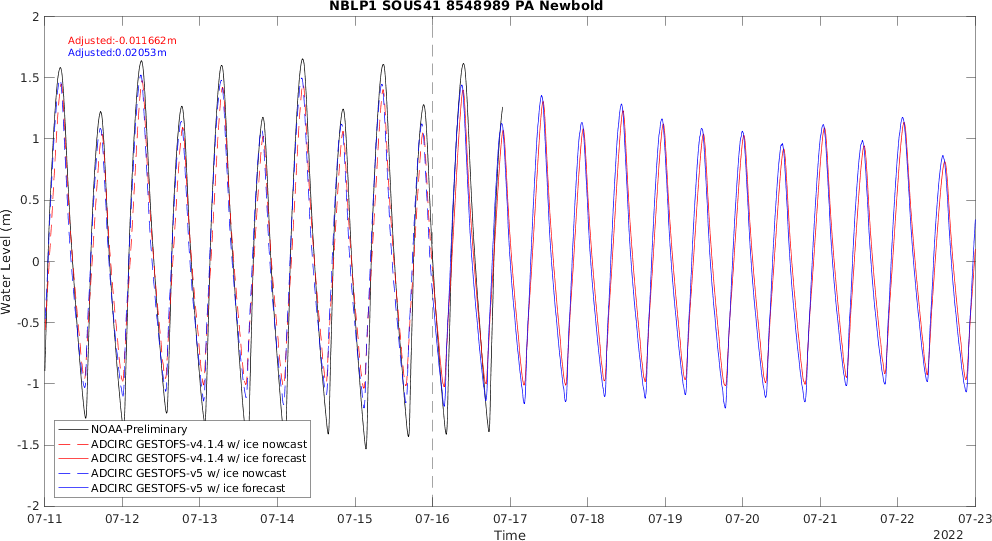 NBLP1 SOUS41 8548989 PA Newbold
Adjusted:-0.011662m
Adjusted:0.02053m
2
1.5
1
0.5
0
-0.5
-1
-1.5
-2
Water Level (m)
NOAA-Preliminary
ADCIRC GESTOFS-v4.1.4 w/ ice nowcast
ADCIRC GESTOFS-v4.1.4 w/ ice forecast
ADCIRC GESTOFS-v5 w/ ice nowcast
ADCIRC GESTOFS-v5 w/ ice forecast
07-11 07-12 07-13 07-14 07-15 07-16 07-17 07-18 07-19 07-20 07-21 07-22 07-23
Time
2022